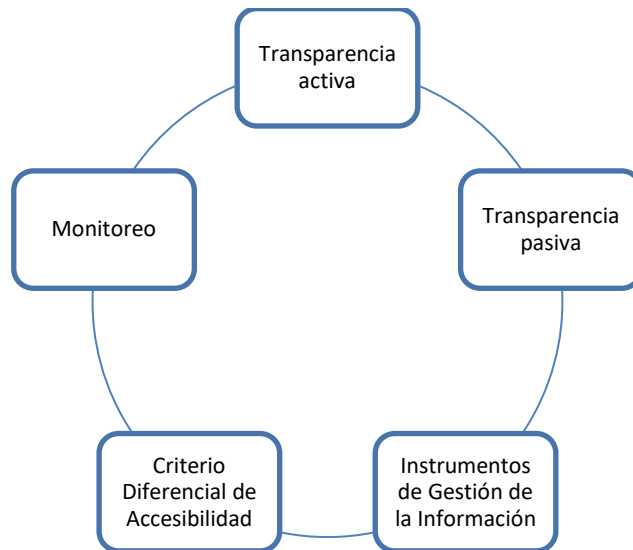 Transparencia
activa
Transparencia
pasiva
Instrumentos
de Gestión de
la Información
Criterio
Diferencial de
Accesibilidad
Monitoreo